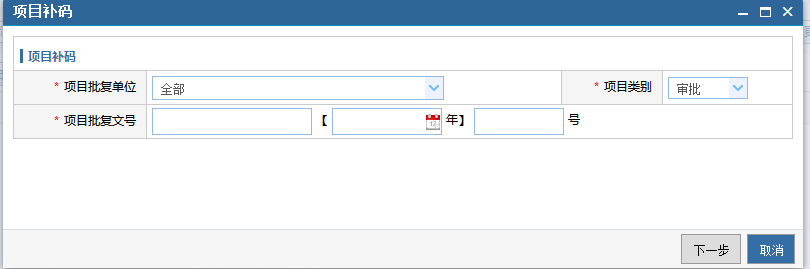 项目补码
项目补码
* 项目批复单位 全部 * 项目类别 审批
* 项目批复文号 【 年】 号
下一步 取消